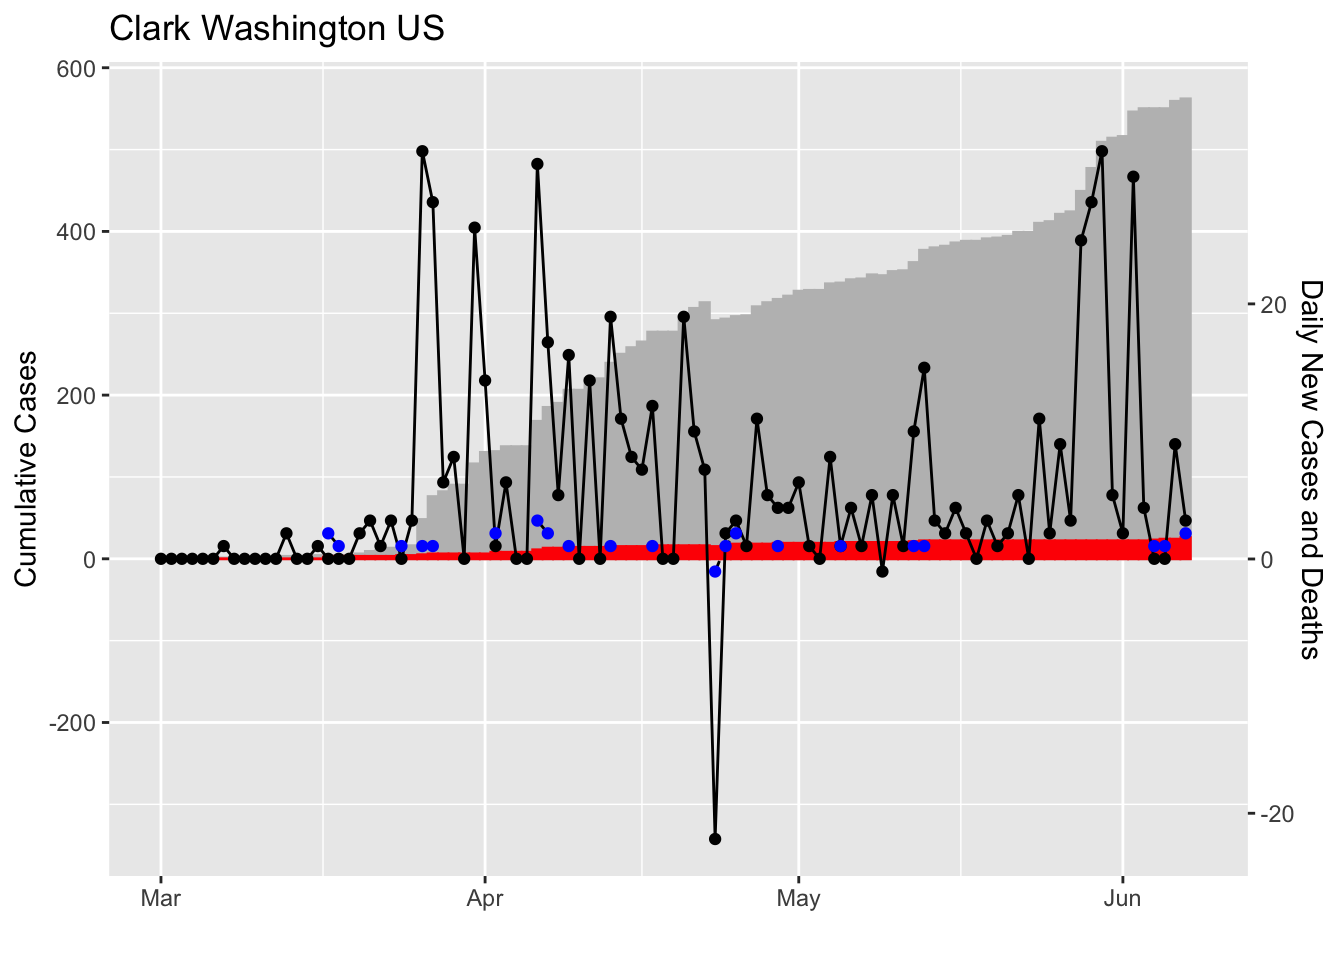 Clark Washington US
600
400
200
0
-200
Cumulative Cases
20
0
-20
Daily New Cases and Deaths
Mar
Apr
May
Jun